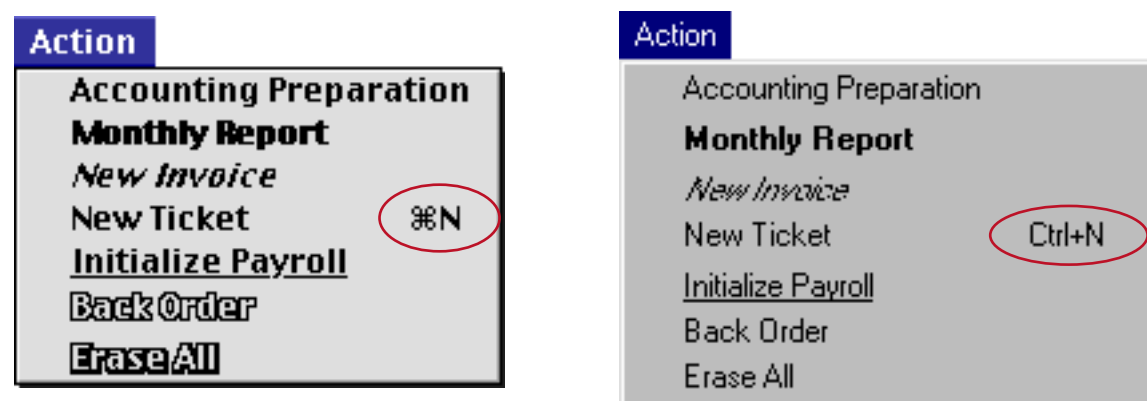 Action
Accounting Preparation
Monthly Report
New Invoice
New Ticket ⌘N
Initialize Payroll
Back Order
Erase All
Action
Accounting Preparation
Monthly Report
New Invoice
New Ticket Ctrl+N
Initialize Payroll
Back Order
Erase All